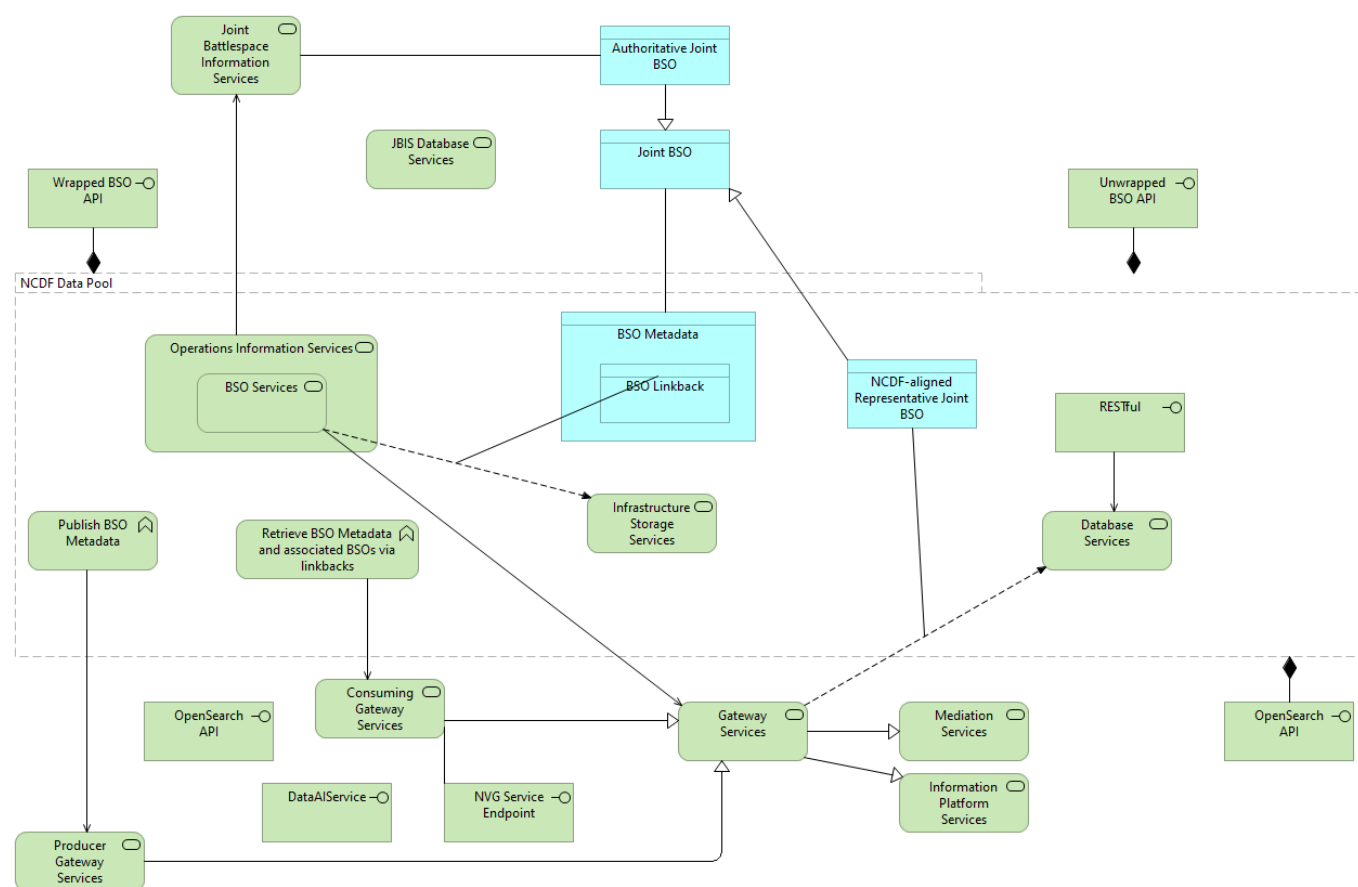 Joint
Battlespace
Information
Services
Authoritative Joint
BSO
JBIS Database
Services
Joint BSO
Wrapped BSO
API
Unwrapped
BSO API
NCDF Data Pool
Operations Information Services
BSO Services
BSO Metadata
BSO Linkback
NCDF-aligned
Representative Joint
BSO
RESTful
Infrastructure
Storage
Services
Database
Services
Publish BSO
Metadata
Retrieve BSO Metadata
and associated BSOs via
linkbacks
Consuming
Gateway
Services
OpenSearch
API
Gateway
Services
Mediation
Services
OpenSearch
API
DataAIService
NVG Service
Endpoint
Information
Platform
Services
Producer
Gateway
Services